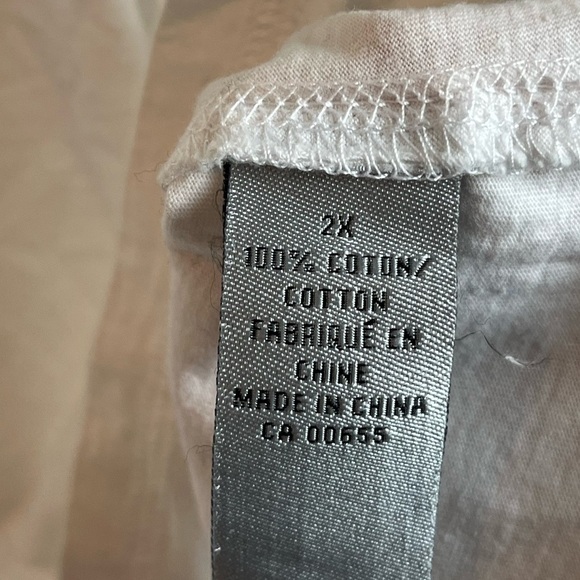 2X
100% COTON/
COTTON
FABRIQUÉ EN
CHINE
MADE IN CHINA
CA 00655